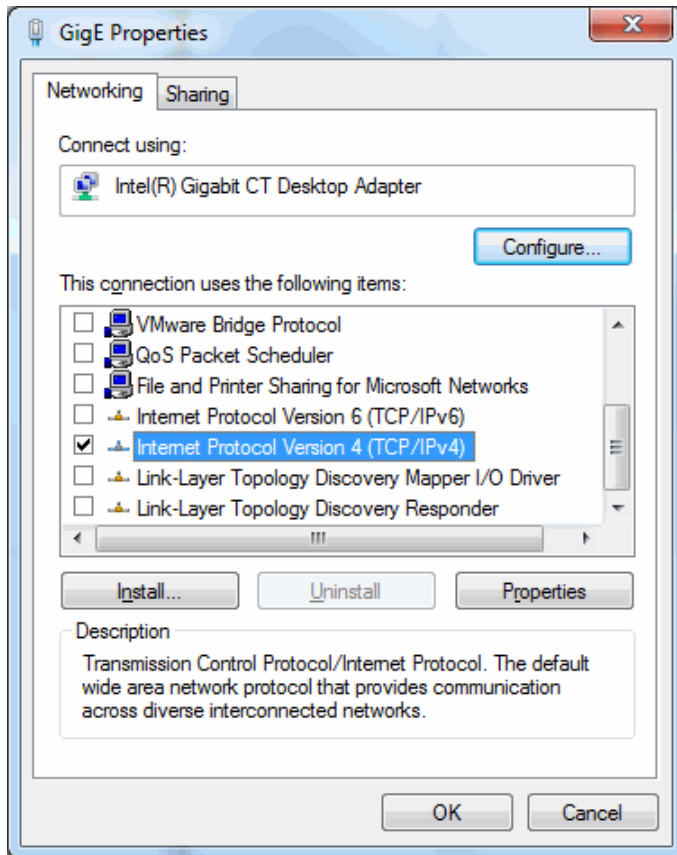 GigE Properties
Networking
Sharing
Connect using:
Intel(R) Gigabit CT Desktop Adapter
Configure...
This connection uses the following items:
VMware Bridge Protocol
QoS Packet Scheduler
File and Printer Sharing for Microsoft Networks
Internet Protocol Version 6 (TCP/IPv6)
Internet Protocol Version 4 (TCP/IPv4)
Link-Layer Topology Discovery Mapper I/O Driver
Link-Layer Topology Discovery Responder
Install...
Uninstall
Properties
Description
Transmission Control Protocol/Internet Protocol. The default
wide area network protocol that provides communication
across diverse interconnected networks.
OK
Cancel